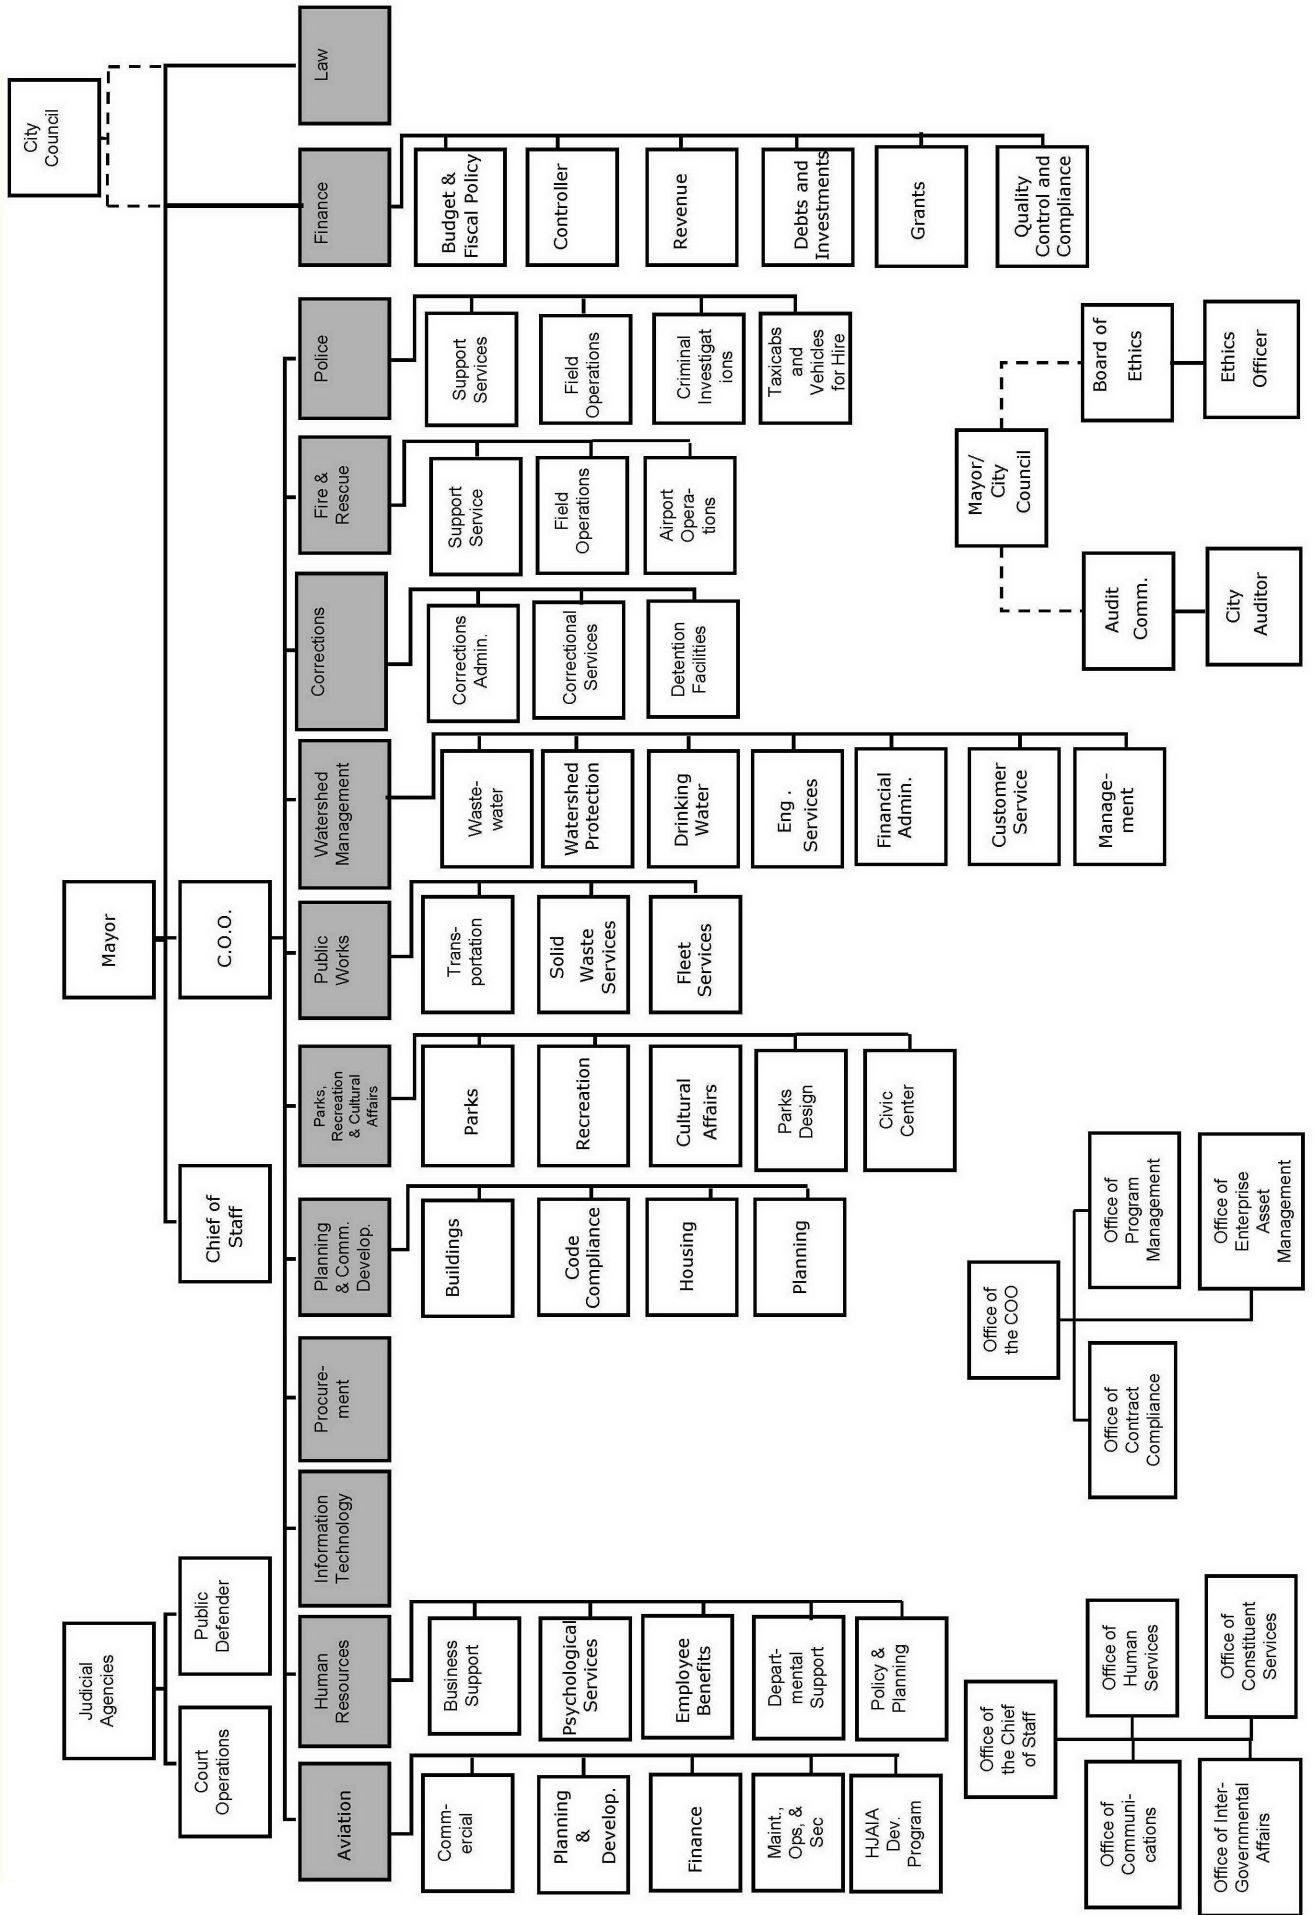 Judicial
Agencies
Mayor
City
Council
Court
Operations
Public
Defender
Chief of
Staff
C.O.O.
Aviation
Comm-
ercial
Planning
&
Develop.
Finance
Maint.,
Ops, &
Sec
HJAIA
Dev.
Program
Human
Resources
Business
Support
Psychological
Services
Employee
Benefits
Depart-
mental
Support
Policy &
Planning
Information
Technology
Procure-
ment
Planning
& Comm.
Develop.
Buildings
Code
Compliance
Housing
Planning
Parks,
Recreation
& Cultural
Affairs
Parks
Recreation
Cultural
Affairs
Parks
Design
Civic
Center
Public
Works
Trans-
portation
Solid
Waste
Services
Fleet
Services
Watershed
Management
Waste-
water
Watershed
Protection
Drinking
Water
Eng .
Services
Financial
Admin.
Customer
Service
Manage-
ment
Corrections
Corrections
Admin.
Correctional
Services
Detention
Facilities
Fire &
Rescue
Support
Service
Field
Operations
Airport
Opera-
tions
Police
Support
Services
Field
Operations
Criminal
Investigat
ions
Taxicabs
and
Vehicles
for Hire
Finance
Budget &
Fiscal Policy
Controller
Revenue
Debts and
Investments
Grants
Quality
Control and
Compliance
Law
Office of
the Chief
of Staff
Office of
Communi-
cations
Office of
Human
Services
Office of Inter-
Governmental
Affairs
Office of
Constituent
Services
Office of
the COO
Office of
Contract
Compliance
Office of
Program
Management
Office of
Enterprise
Asset
Management
Mayor/
City
Council
Audit
Comm.
City
Auditor
Board of
Ethics
Ethics
Officer